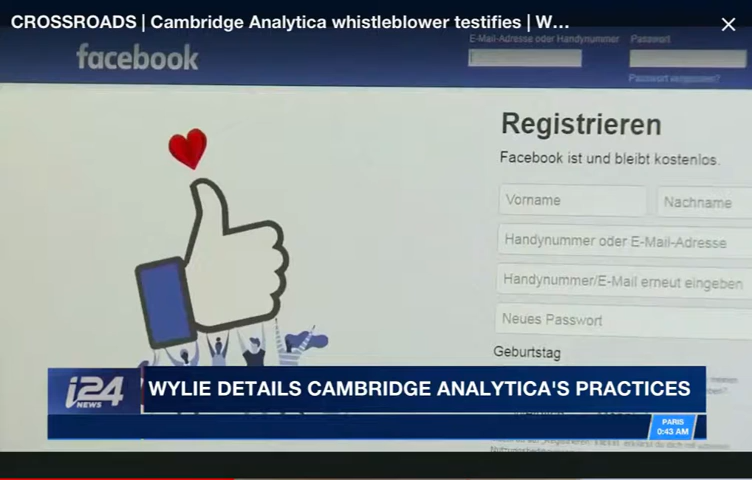 CROSSROADS | Cambridge Analytica whistleblower testifies | W...
E-Mail-Adresse oder Handynummer Passwort
facebook
Passwort vergessen?
Registrieren
Facebook ist und bleibt kostenlos.
Vorname Nachname
Handynummer oder E-Mail-Adresse
Handynummer/E-Mail erneut eingeben
Neues Passwort
Geburtstag
i24 NEWS
WYLIE DETAILS CAMBRIDGE ANALYTICA'S PRACTICES
PARIS
0:43 AM